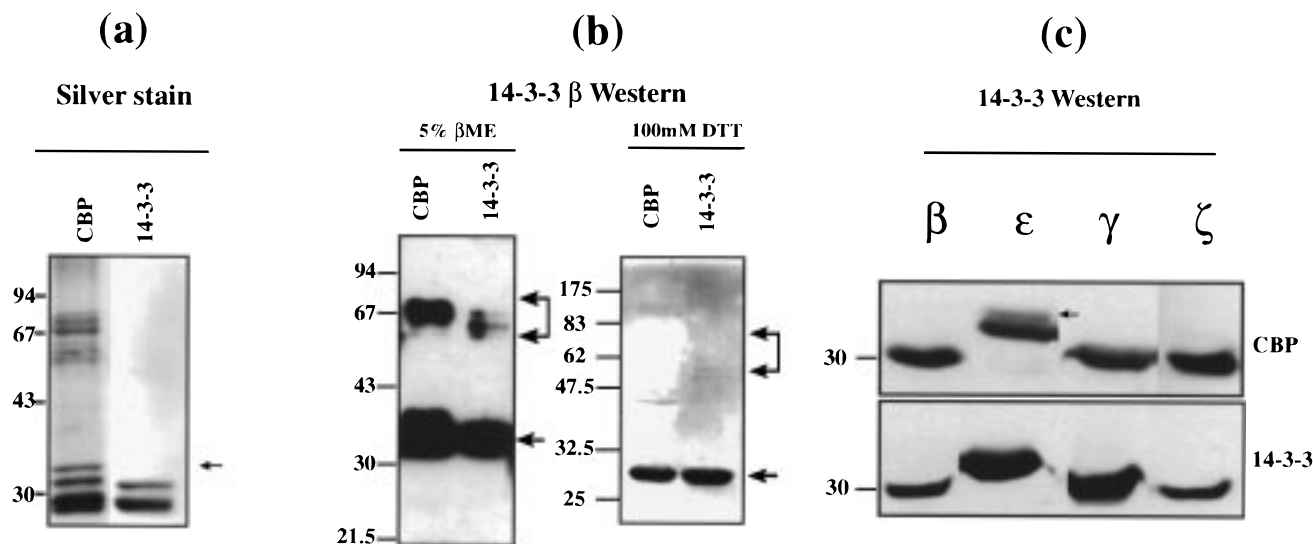 (a)
Silver stain
CBP
14-3-3
94
67
43
30
(b)
14-3-3 β Western
5% βME
100mM DTT
CBP
14-3-3
CBP
14-3-3
94
67
43
30
21.5
175
83
62
47.5
32.5
25
(c)
14-3-3 Western
β ε γ ζ
30
CBP
30
14-3-3